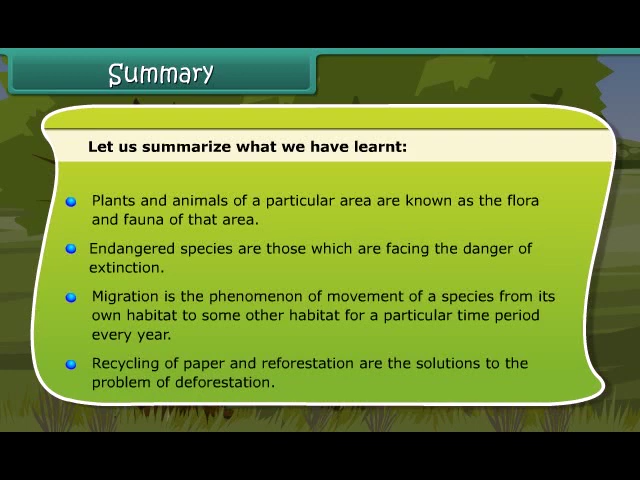 Summary
Let us summarize what we have learnt:
Plants and animals of a particular area are known as the flora
and fauna of that area.
Endangered species are those which are facing the danger of
extinction.
Migration is the phenomenon of movement of a species from its
own habitat to some other habitat for a particular time period
every year.
Recycling of paper and reforestation are the solutions to the
problem of deforestation.